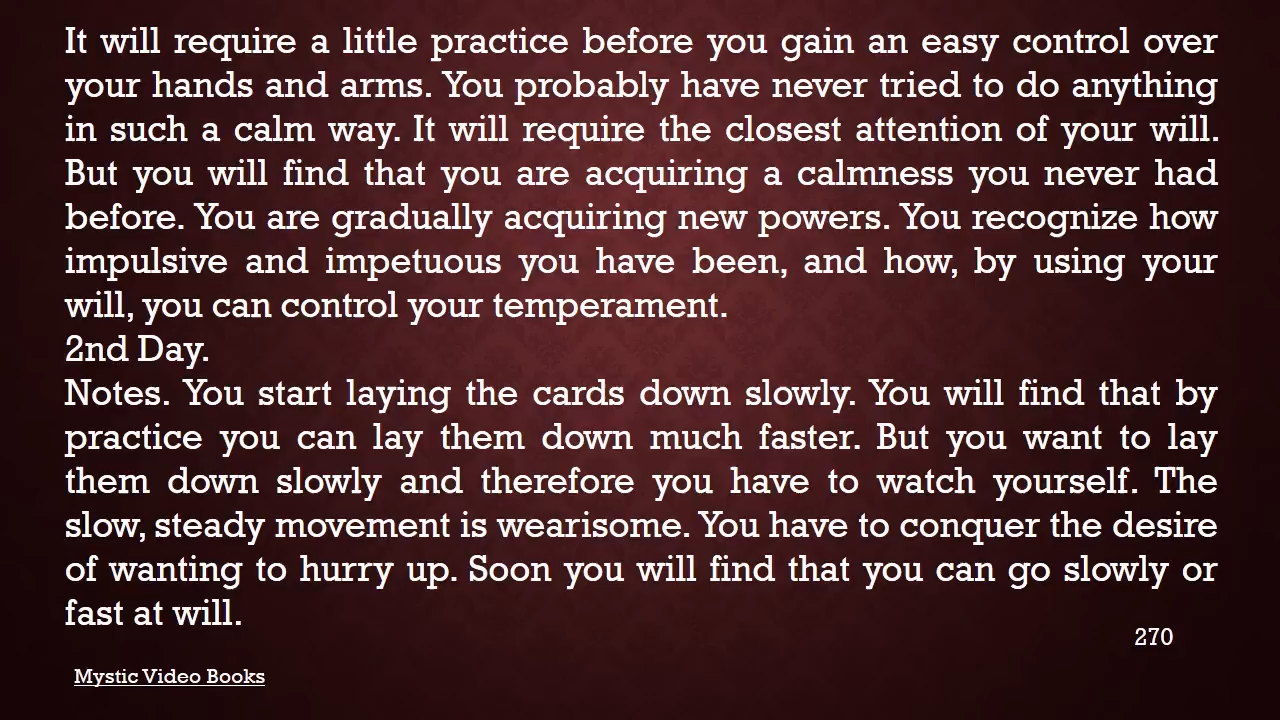 It will require a little practice before you gain an easy control over
your hands and arms. You probably have never tried to do anything
in such a calm way. It will require the closest attention of your will.
But you will find that you are acquiring a calmness you never had
before. You are gradually acquiring new powers. You recognize how
impulsive and impetuous you have been, and how, by using your
will, you can control your temperament.
2nd Day.
Notes. You start laying the cards down slowly. You will find that by
practice you can lay them down much faster. But you want to lay
them down slowly and therefore you have to watch yourself. The
slow, steady movement is wearisome. You have to conquer the desire
of wanting to hurry up. Soon you will find that you can go slowly or
fast at will.
270
Mystic Video Books